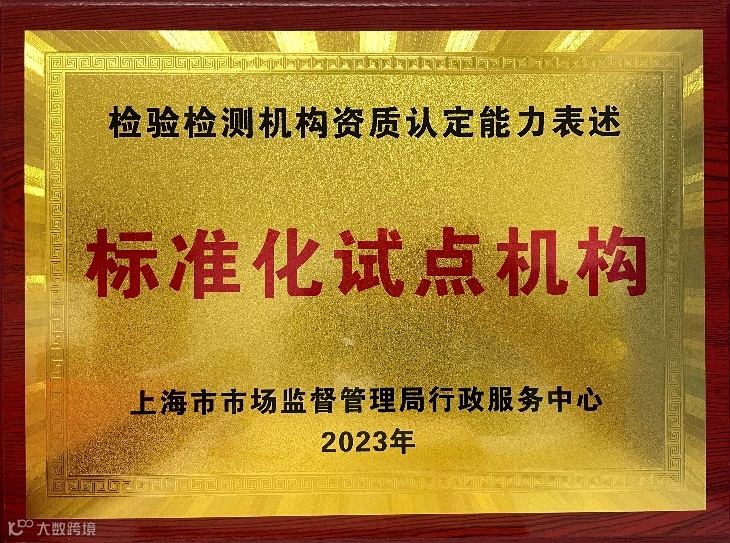 检验检测机构资质认定能力表述
标准化试点机构
上海市市场监督管理局行政服务中心
2023年
大数跨境